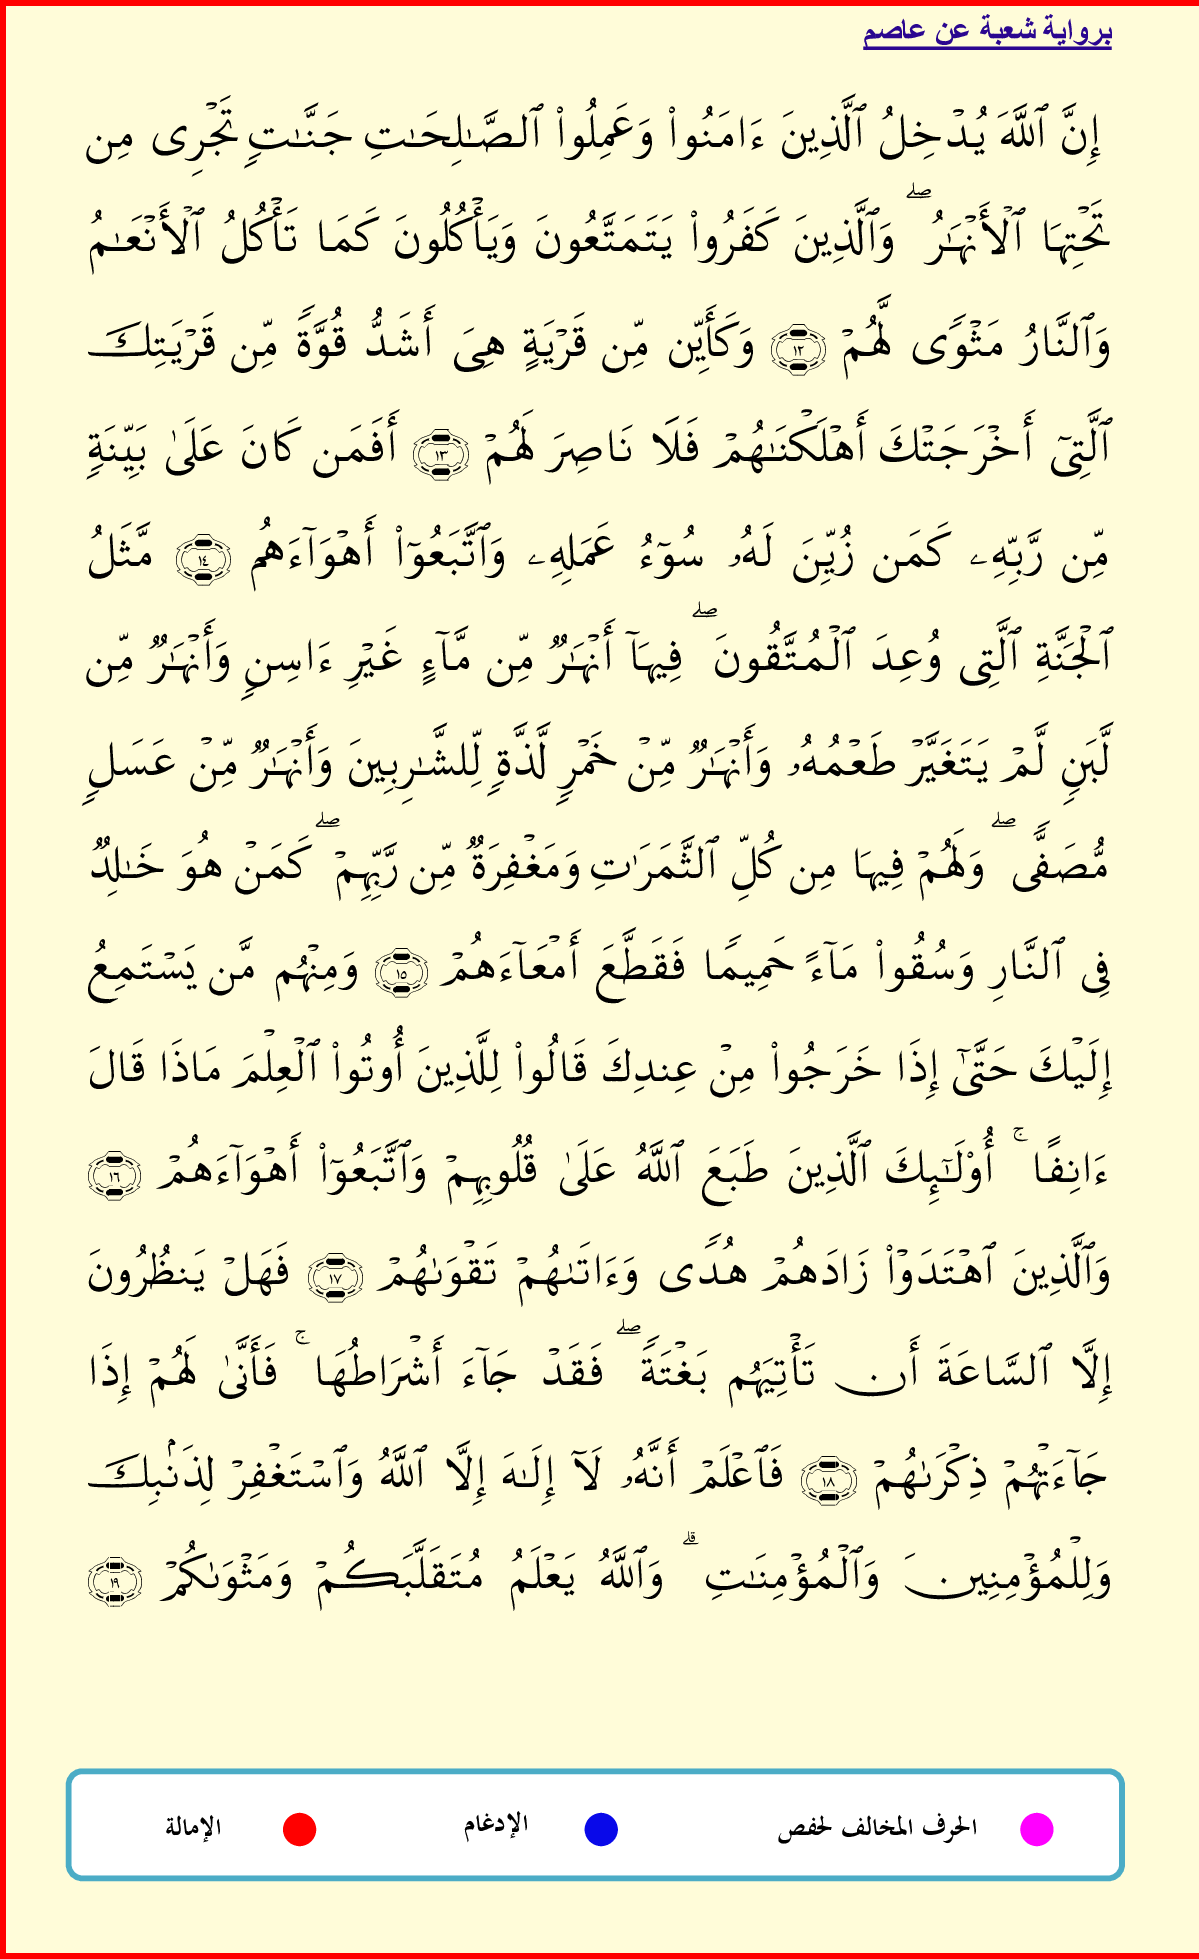 برواية شعبة عن عاصم
إِنَّ ٱللَّهَ يُدۡخِلُ ٱلَّذِينَ ءَامَنُواْ وَعَمِلُواْ ٱلصَّـٰلِحَـٰتِ جَنَّـٰتٖ تَجۡرِی مِن
تَحۡتِهَا ٱلۡأَنۡهَـٰرُۖ وَٱلَّذِينَ كَفَرُواْ يَتَمَتَّعُونَ وَيَأۡكُلُونَ كَمَا تَأۡكُلُ ٱلۡأَنۡعَـٰمُ
وَٱلنَّارُ مَثۡوٗى لَّهُمۡ ١٢ وَكَأَيِّن مِّن قَرۡيَةٍ هِیَ أَشَدُّ قُوَّةٗ مِّن قَرۡيَتِكَ
ٱلَّتِیٓ أَخۡرَجَتۡكَ أَهۡلَكۡنَـٰهُمۡ فَلَا نَاصِرَ لَهُمۡ ١٣ أَفَمَن كَانَ عَلَىٰ بَيِّنَةٖ
مِّن رَّبِّهِۦ كَمَن زُيِّنَ لَهُۥ سُوٓءُ عَمَلِهِۦ وَٱتَّبَعُوٓاْ أَهۡوَآءَهُم ١٤ مَّثَلُ
ٱلۡجَنَّةِ ٱلَّتِی وُعِدَ ٱلۡمُتَّقُونَۖ فِيهَآ أَنۡهَـٰرٞ مِّن مَّآءٍ غَيۡرِ ءَاسِنٖ وَأَنۡهَـٰرٞ مِّن
لَّبَنٖ لَّمۡ يَتَغَيَّرۡ طَعۡمُهُۥ وَأَنۡهَـٰرٞ مِّنۡ خَمۡرٖ لَّذَّةٖ لِّلشَّـٰرِبِينَ وَأَنۡهَـٰرٞ مِّنۡ عَسَلٖ
مُّصَفّٗىۖ وَلَهُمۡ فِيهَا مِن كُلِّ ٱلثَّمَرَٰتِ وَمَغۡفِرَةٞ مِّن رَّبِّهِمۡۖ كَمَنۡ هُوَ خَـٰلِدٞ
فِی ٱلنَّارِ وَسُقُواْ مَآءً حَمِيمٗا فَقَطَّعَ أَمۡعَآءَهُمۡ ١٥ وَمِنۡهُم مَّن يَسۡتَمِعُ
إِلَيۡكَ حَتَّىٰٓ إِذَا خَرَجُواْ مِنۡ عِندِكَ قَالُواْ لِلَّذِينَ أُوتُواْ ٱلۡعِلۡمَ مَاذَا قَالَ
ءَانِفًاۚ أُوْلَـٰٓئِكَ ٱلَّذِينَ طَبَعَ ٱللَّهُ عَلَىٰ قُلُوبِهِمۡ وَٱتَّبَعُوٓاْ أَهۡوَآءَهُمۡ ١٦
وَٱلَّذِينَ ٱهۡتَدَوۡاْ زَادَهُمۡ هُدٗى وَءَاتَىٰهُمۡ تَقۡوَىٰهُمۡ ١٧ فَهَلۡ يَنظُرُونَ
إِلَّا ٱلسَّاعَةَ أَن تَأۡتِيَهُم بَغۡتَةٗۖ فَقَدۡ جَآءَ أَشۡرَاطُهَاۚ فَأَنَّىٰ لَهُمۡ إِذَا
جَآءَتۡهُمۡ ذِكۡرَىٰهُمۡ ١٨ فَٱعۡلَمۡ أَنَّهُۥ لَآ إِلَـٰهَ إِلَّا ٱللَّهُ وَٱسۡتَغۡفِرۡ لِذَنۢبِكَ
وَلِلۡمُؤۡمِنِينَ وَٱلۡمُؤۡمِنَـٰتِۗ وَٱللَّهُ يَعۡلَمُ مُتَقَلَّبَكُمۡ وَمَثۡوَىٰكُمۡ ١٩
الحرف المخالف لحفص الإدغام الإمالة